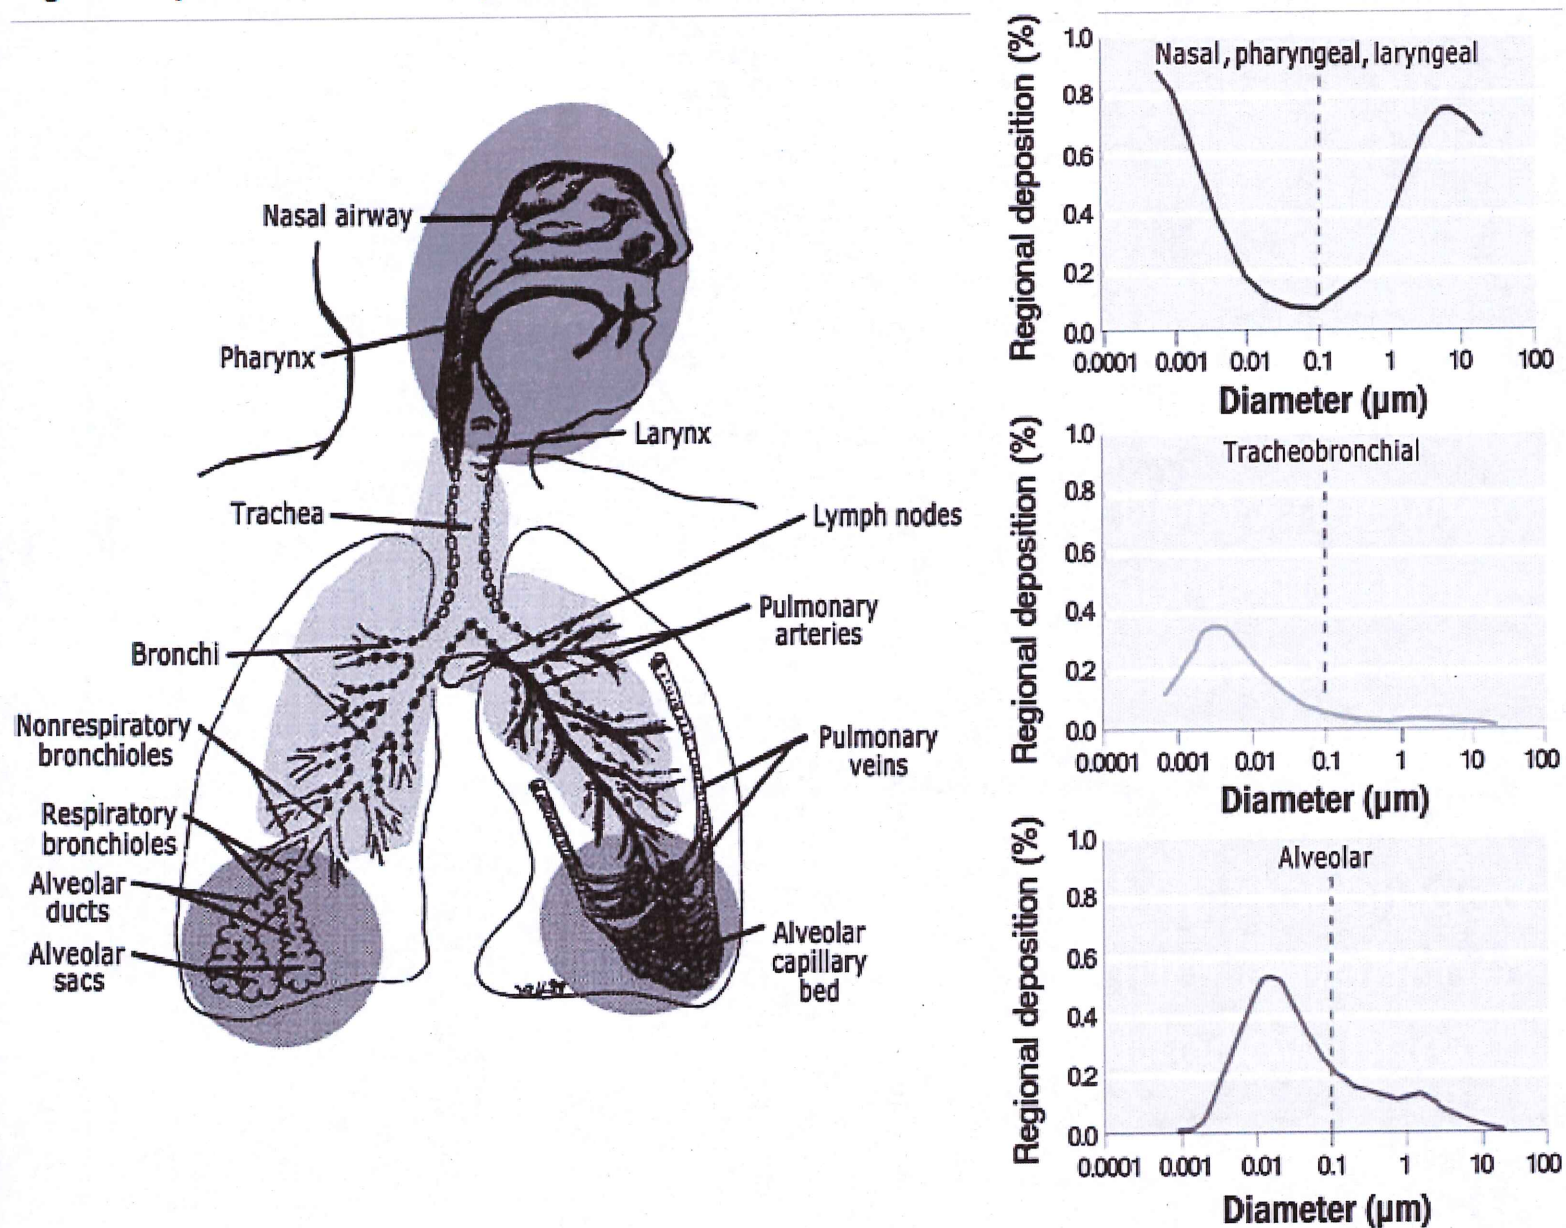 Nasal airway
Pharynx
Larynx
Trachea
Lymph nodes
Pulmonary
arteries
Bronchi
Nonrespiratory
bronchioles
Pulmonary
veins
Respiratory
bronchioles
Alveolar
ducts
Alveolar
sacs
Alveolar
capillary
bed
Regional deposition (%)
1.0
Nasal, pharyngeal, laryngeal
0.8
0.6
0.4
0.2
0.0
0.0001 0.001 0.01 0.1 1 10 100
Diameter (µm)
Regional deposition (%)
1.0
Tracheobronchial
0.8
0.6
0.4
0.2
0.0
0.0001 0.001 0.01 0.1 1 10 100
Diameter (µm)
Regional deposition (%)
1.0
Alveolar
0.8
0.6
0.4
02
0.0
0.0001 0.001 0.01 0.1 1 10 100
Diameter (µm)